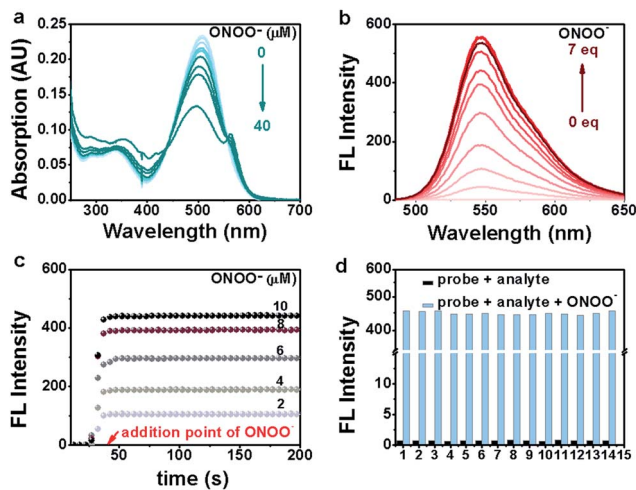 a
ONOO⁻ (μM)
0
40
Absorption (AU)
0.25
0.20
0.15
0.10
0.05
0.00
300 400 500 600 700
Wavelength (nm)
b
ONOO⁻
7 eq
0 eq
FL Intensity
600
400
200
0
500 550 600 650
Wavelength (nm)
c
ONOO⁻ (μM)
10
8
6
4
2
addition point of ONOO⁻
FL Intensity
600
400
200
0
50 100 150 200
time (s)
d
probe + analyte
probe + analyte + ONOO⁻
FL Intensity
600
500
400
10
5
0
1 2 3 4 5 6 7 8 9 10 11 12 13 14 15